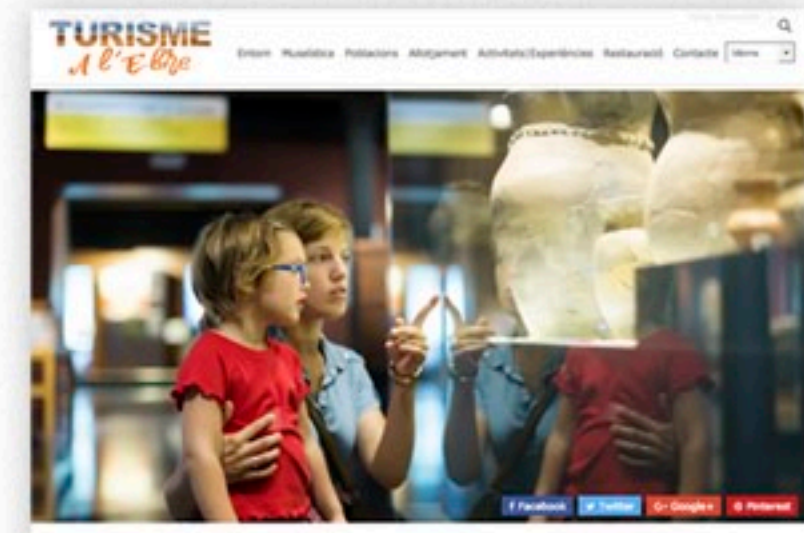 TURISME
A l'Ebre
Entorn Museística Poblacions Allotjament Activitats/Experiències Restauració Contacte Idioma
Facebook Twitter G+ Google+ Pinterest